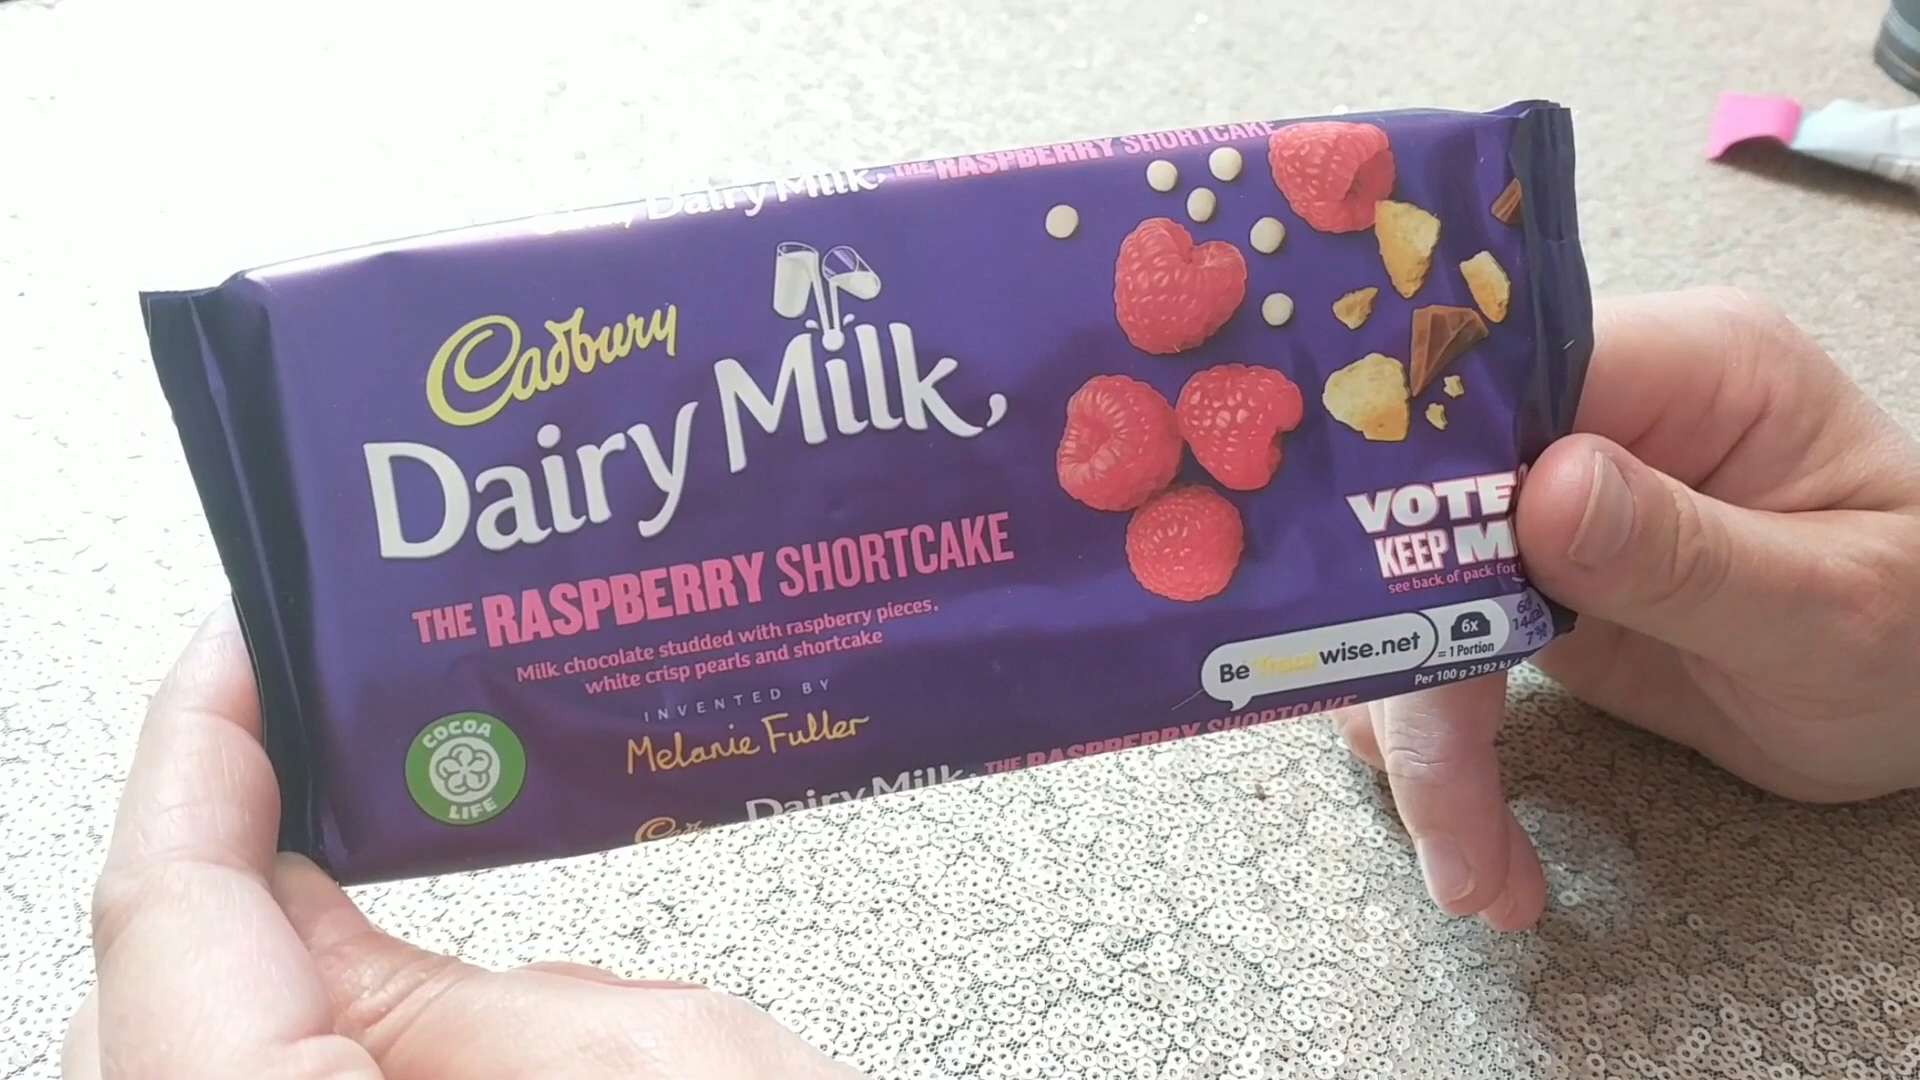 Dairy Milk, THE RASPBERRY SHORTCAKE
Cadbury
Dairy Milk,
THE RASPBERRY SHORTCAKE
Milk chocolate studded with raspberry pieces,
white crisp pearls and shortcake
INVENTED BY
Melanie Fuller
COCOA
LIFE
VOTE
KEEP M
see back of pack for
Be Treatwise.net
6x
= 1 Portion
Per 100 g 2192 kJ
Dairy Milk, THE RASPBERRY SHORTCAKE